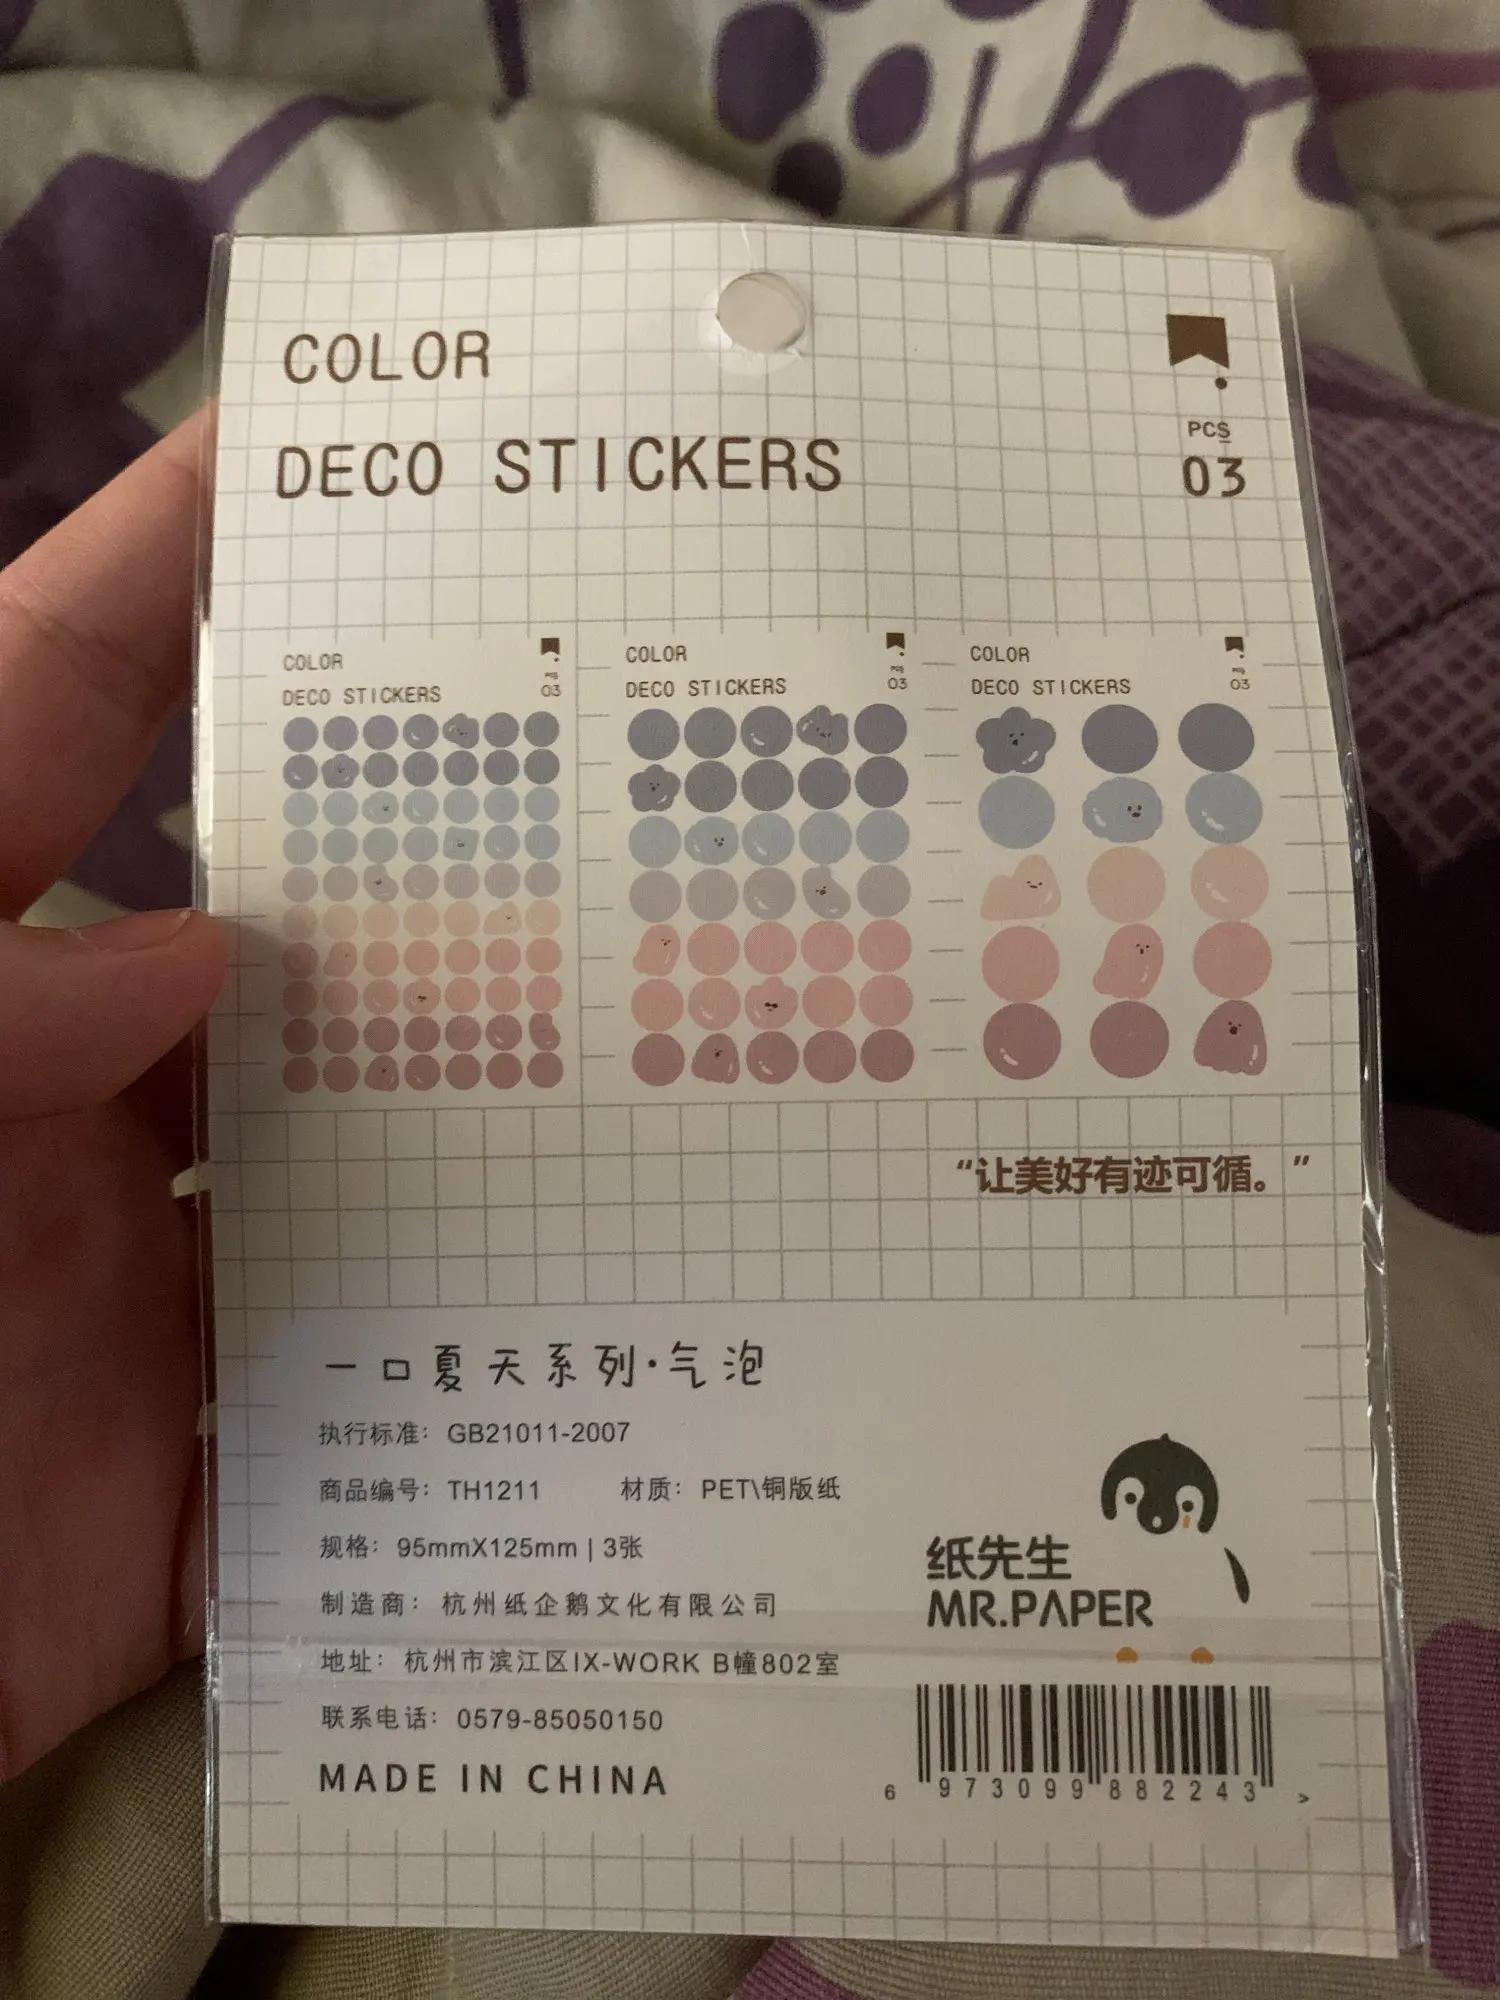 COLOR
DECO STICKERS
PCS
03
COLOR
DECO STICKERS
PCS
03
COLOR
DECO STICKERS
PCS
03
COLOR
DECO STICKERS
PCS
03
“让美好有迹可循。”
一口夏天系列·气泡
执行标准：GB21011-2007
商品编号：TH1211 材质：PET\铜版纸
规格：95mmX125mm | 3张
制造商：杭州纸企鹅文化有限公司
地址：杭州市滨江区IX-WORK B幢802室
联系电话：0579-85050150
MADE IN CHINA
纸先生
MR.PAPER
6 973099 882243 >